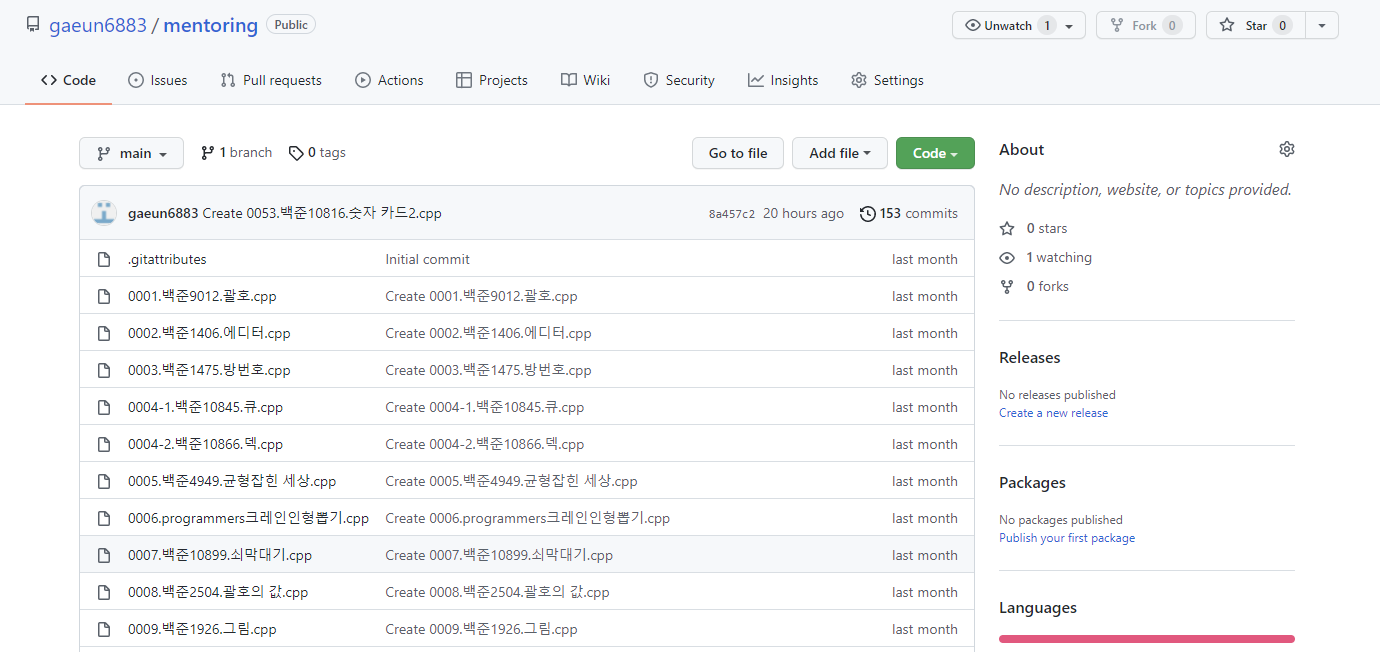 gaeun6883 / mentoring Public
Unwatch 1 Fork 0 Star 0
Code Issues Pull requests Actions Projects Wiki Security Insights Settings
main 1 branch 0 tags Go to file Add file Code
gaeun6883 Create 0053.백준10816.숫자 카드2.cpp 8a457c2 20 hours ago 153 commits
.gitattributes Initial commit last month
0001.백준9012.괄호.cpp Create 0001.백준9012.괄호.cpp last month
0002.백준1406.에디터.cpp Create 0002.백준1406.에디터.cpp last month
0003.백준1475.방번호.cpp Create 0003.백준1475.방번호.cpp last month
0004-1.백준10845.큐.cpp Create 0004-1.백준10845.큐.cpp last month
0004-2.백준10866.덱.cpp Create 0004-2.백준10866.덱.cpp last month
0005.백준4949.균형잡힌 세상.cpp Create 0005.백준4949.균형잡힌 세상.cpp last month
0006.programmers크레인인형뽑기.cpp Create 0006.programmers크레인인형뽑기.cpp last month
0007.백준10899.쇠막대기.cpp Create 0007.백준10899.쇠막대기.cpp last month
0008.백준2504.괄호의 값.cpp Create 0008.백준2504.괄호의 값.cpp last month
0009.백준1926.그림.cpp Create 0009.백준1926.그림.cpp last month
About
No description, website, or topics provided.
0 stars
1 watching
0 forks
Releases
No releases published
Create a new release
Packages
No packages published
Publish your first package
Languages